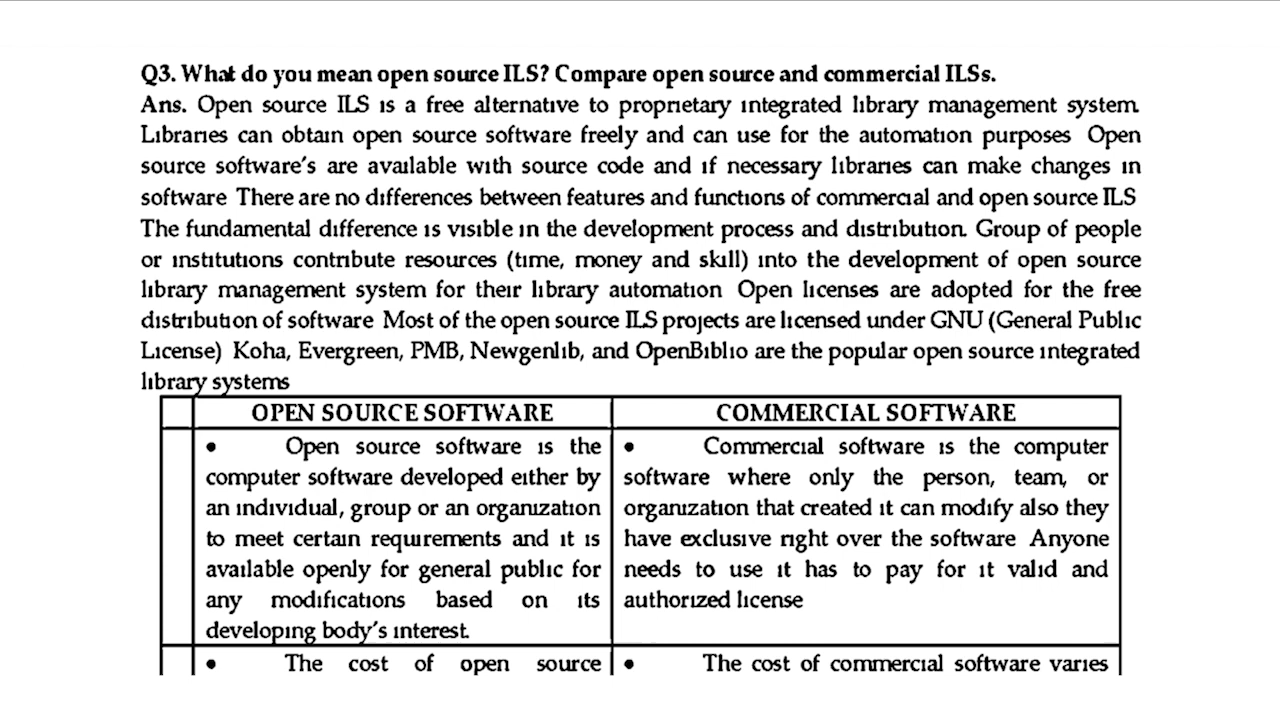 Q3. What do you mean open source ILS? Compare open source and commercial ILSs.
Ans. Open source ILS is a free alternative to proprietary integrated library management system.
Libraries can obtain open source software freely and can use for the automation purposes Open
source software's are available with source code and if necessary libraries can make changes in
software There are no differences between features and functions of commercial and open source ILS
The fundamental difference is visible in the development process and distribution. Group of people
or institutions contribute resources (time, money and skill) into the development of open source
library management system for their library automation Open licenses are adopted for the free
distribution of software Most of the open source ILS projects are licensed under GNU (General Public
License) Koha, Evergreen, PMB, Newgenlib, and OpenBiblio are the popular open source integrated
library systems
OPEN SOURCE SOFTWARE
• Open source software is the
computer software developed either by
an individual, group or an organization
to meet certain requirements and it is
available openly for general public for
any modifications based on its
developing body's interest.
• The cost of open source
COMMERCIAL SOFTWARE
• Commercial software is the computer
software where only the person, team, or
organization that created it can modify also they
have exclusive right over the software Anyone
needs to use it has to pay for it valid and
authorized license
• The cost of commercial software varies